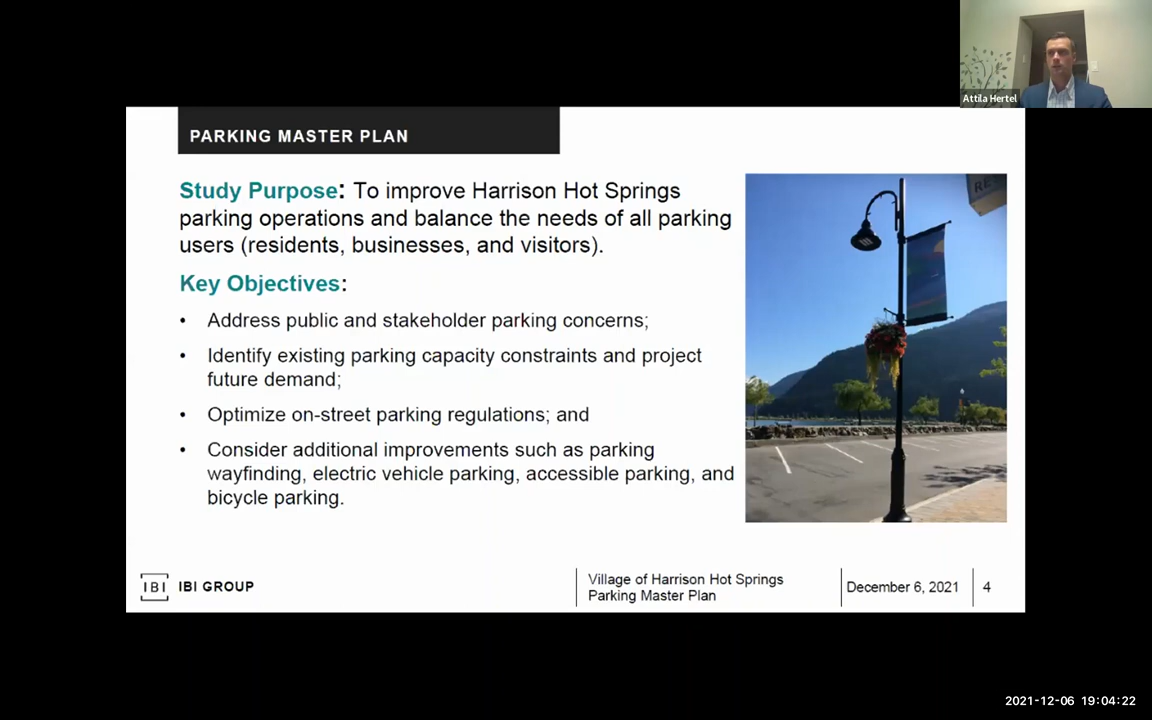 Attila Hertel
PARKING MASTER PLAN
Study Purpose: To improve Harrison Hot Springs
parking operations and balance the needs of all parking
users (residents, businesses, and visitors).
Key Objectives:
• Address public and stakeholder parking concerns;
• Identify existing parking capacity constraints and project
future demand;
• Optimize on-street parking regulations; and
• Consider additional improvements such as parking
wayfinding, electric vehicle parking, accessible parking, and
bicycle parking.
IBI IBI GROUP
Village of Harrison Hot Springs
Parking Master Plan
December 6, 2021
4
2021-12-06 19:04:22